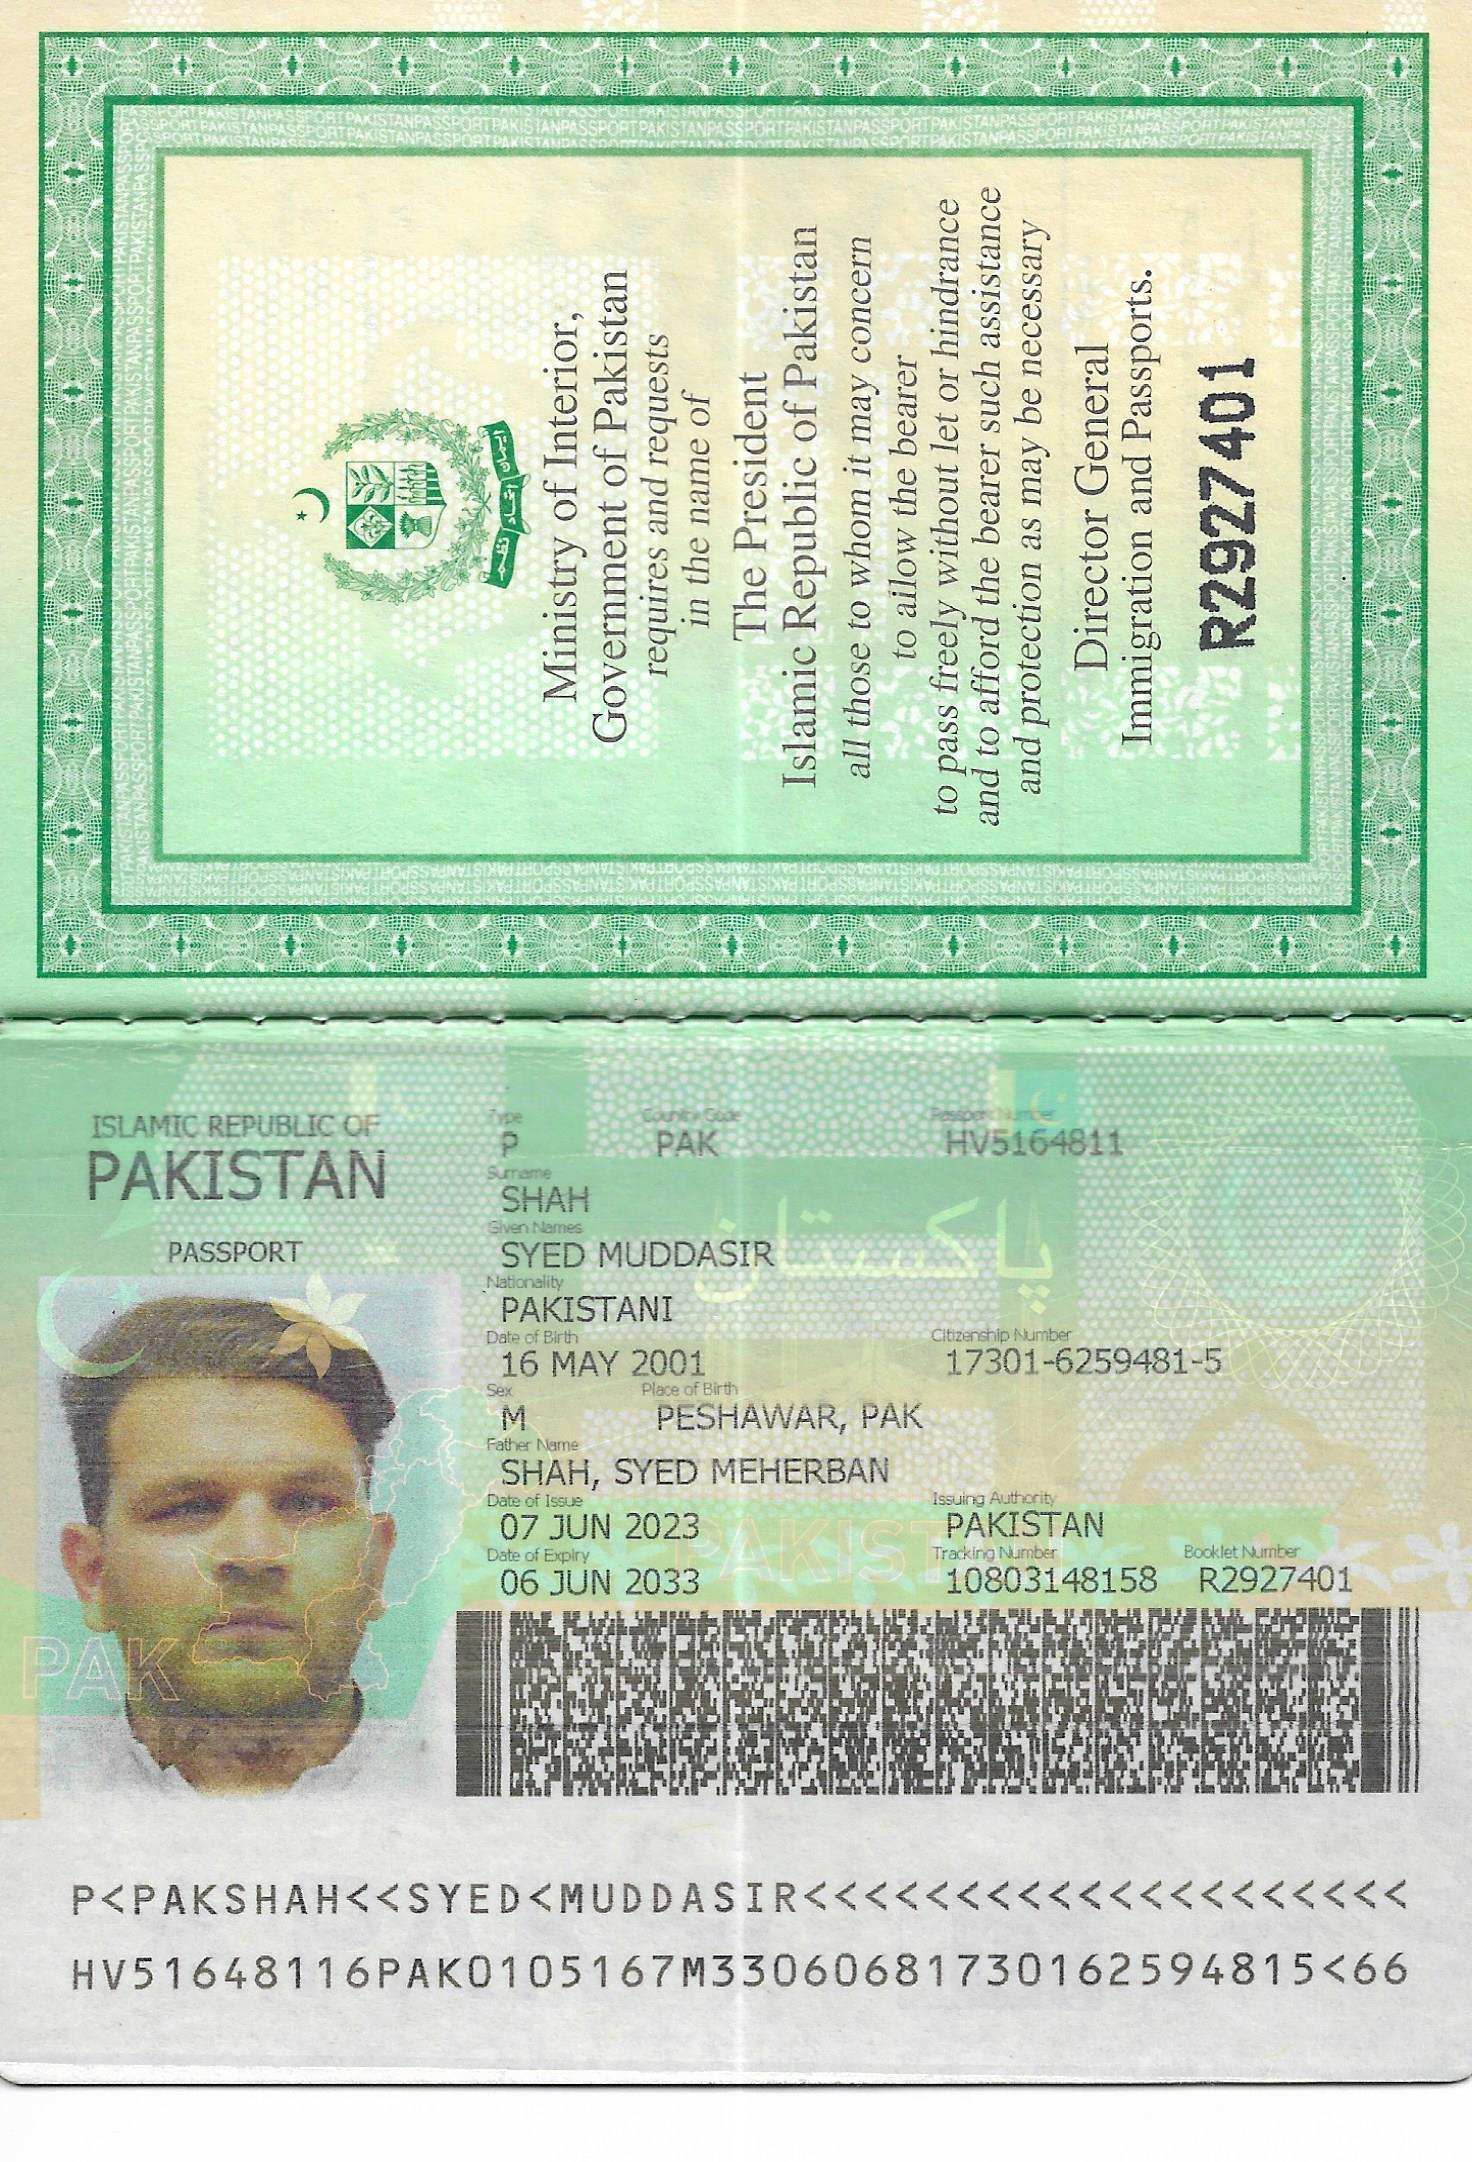 ایمان اتحاد نظم
Ministry of Interior,
Government of Pakistan
requires and requests
in the name of
The President
Islamic Republic of Pakistan
all those to whom it may concern
to allow the bearer
to pass freely without let or hindrance
and to afford the bearer such assistance
and protection as may be necessary
Director General
Immigration and Passports.
R2927401
ISLAMIC REPUBLIC OF
PAKISTAN
PASSPORT
Type Country Code Passport Number
P PAK HV5164811
Surname
SHAH
Given Names
SYED MUDDASIR
پاکستان
Nationality
PAKISTANI
Date of Birth Citizenship Number
16 MAY 2001 17301-6259481-5
Sex Place of Birth
M PESHAWAR, PAK
Father Name
SHAH, SYED MEHERBAN
Date of Issue Issuing Authority
07 JUN 2023 PAKISTAN
Date of Expiry Tracking Number Booklet Number
06 JUN 2033 10803148158 R2927401
PAK
P<PAKSHAH<<SYED<MUDDASIR<<<<<<<<<<<<<<<<<<<<
HV51648116PAK0105167M33060681730162594815<66